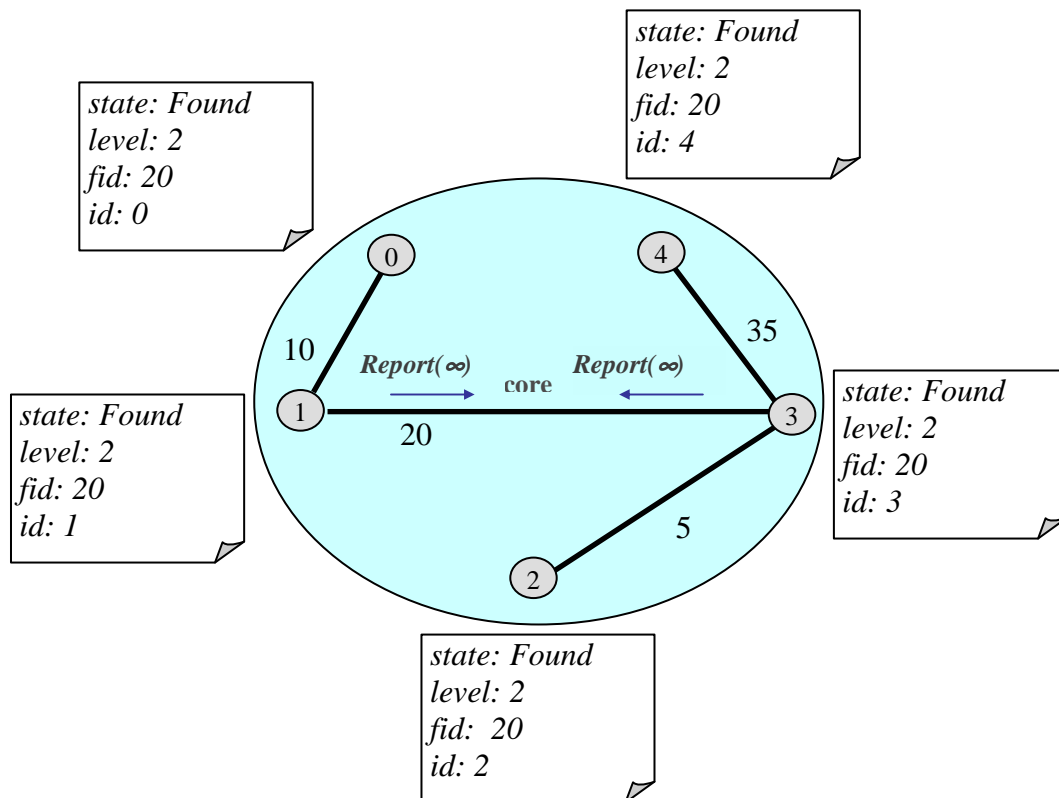 state: Found
level: 2
fid: 20
id: 4
state: Found
level: 2
fid: 20
id: 0
0
4
10
35
Report(∞)
core
Report(∞)
1
20
3
state: Found
level: 2
fid: 20
id: 1
state: Found
level: 2
fid: 20
id: 3
5
2
state: Found
level: 2
fid: 20
id: 2